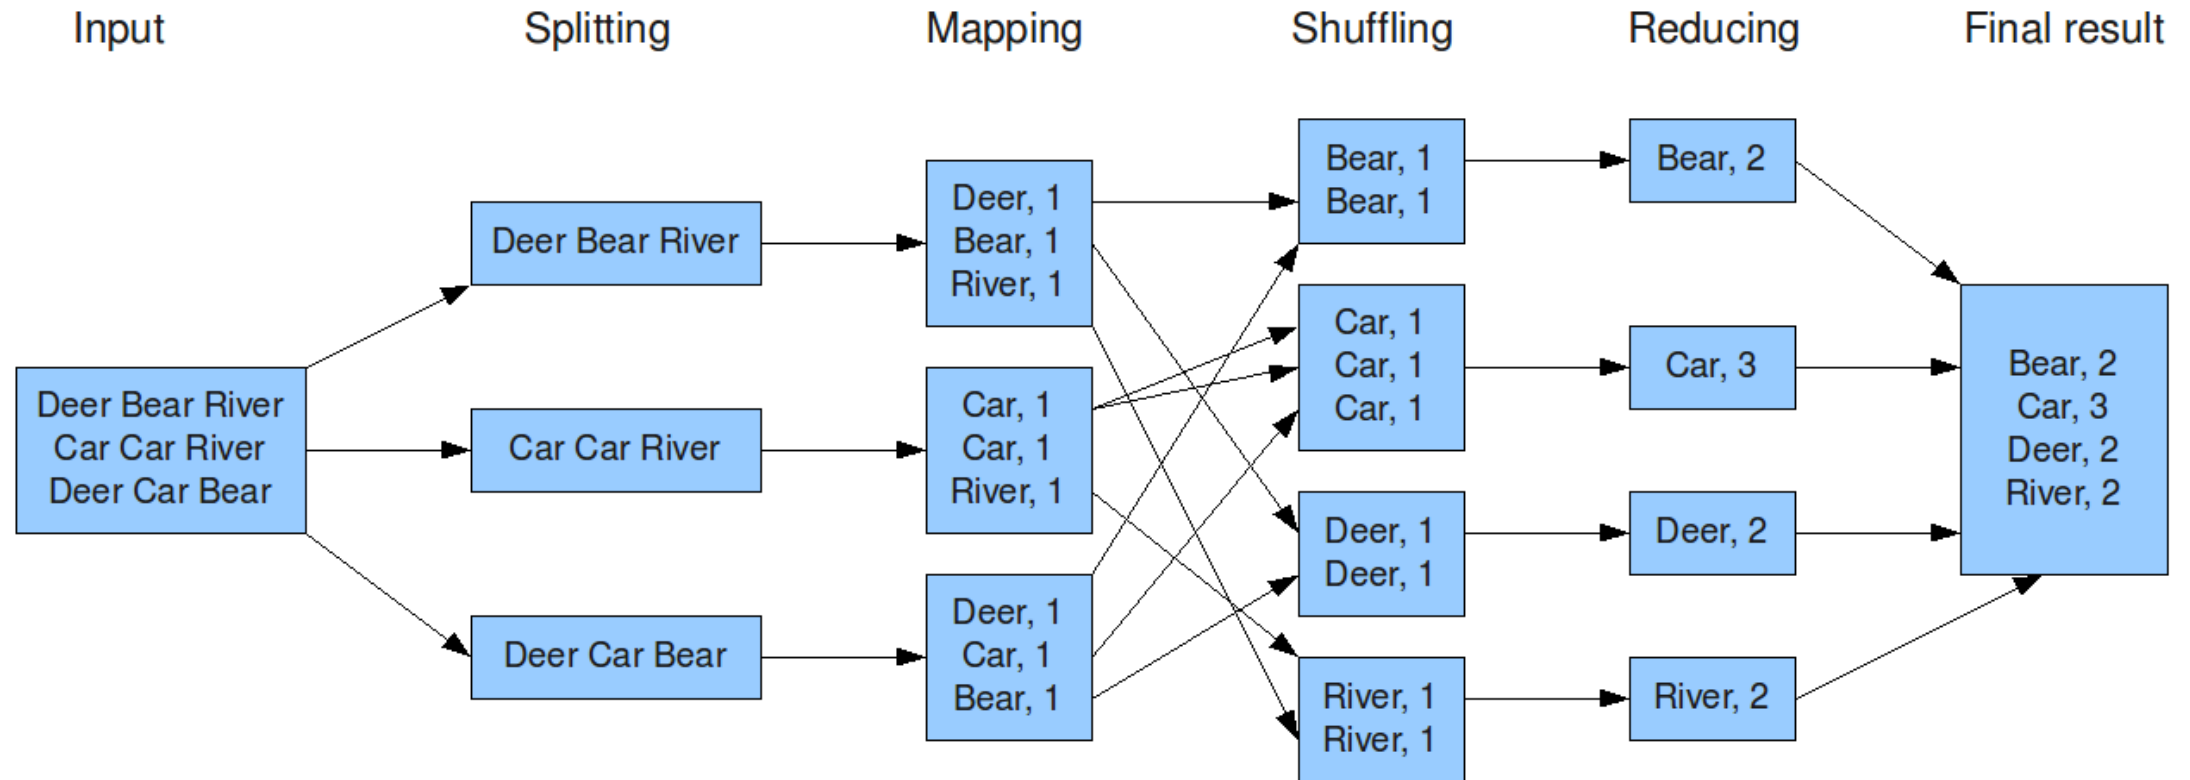 Input
Splitting
Mapping
Shuffling
Reducing
Final result
Deer Bear River
Car Car River
Deer Car Bear
Deer Bear River
Car Car River
Deer Car Bear
Deer, 1
Bear, 1
River, 1
Car, 1
Car, 1
River, 1
Deer, 1
Car, 1
Bear, 1
Bear, 1
Bear, 1
Car, 1
Car, 1
Car, 1
Deer, 1
Deer, 1
River, 1
River, 1
Bear, 2
Car, 3
Deer, 2
River, 2
Bear, 2
Car, 3
Deer, 2
River, 2